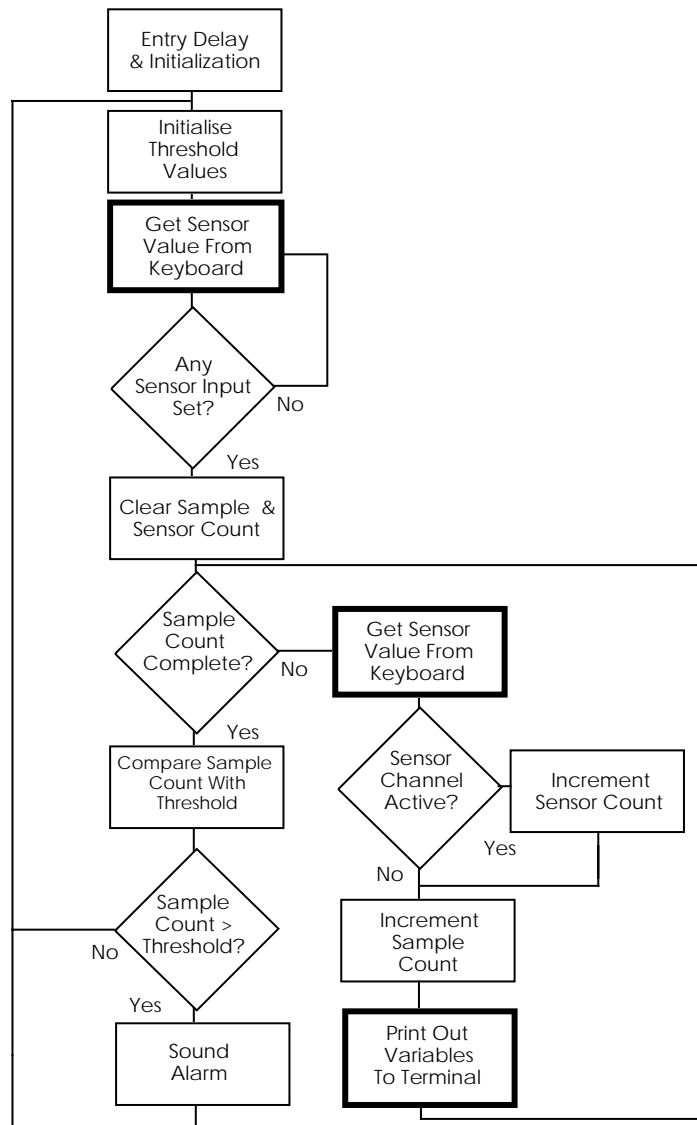 Entry Delay
& Initialization
Initialise
Threshold
Values
Get Sensor
Value From
Keyboard
Any
Sensor Input
Set?
No
Yes
Clear Sample &
Sensor Count
Sample
Count
Complete?
No
Get Sensor
Value From
Keyboard
Yes
Compare Sample
Count With
Threshold
Sensor
Channel
Active?
Increment
Sensor Count
Yes
No
Sample
Count >
Threshold?
No
Yes
Increment
Sample
Count
Sound
Alarm
Print Out
Variables
To Terminal